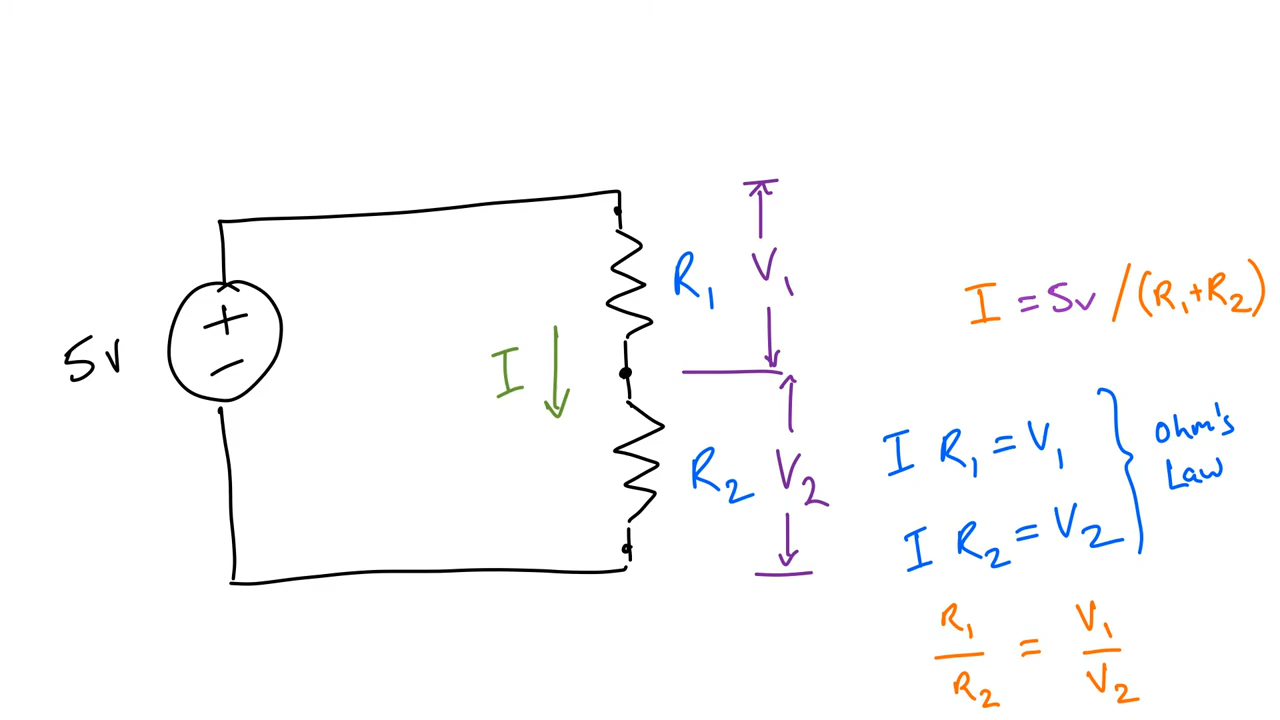 5v
+
−
I
R₁
V₁
R₂
V₂
I = 5v / (R₁+R₂)
I R₁ = V₁
I R₂ = V₂
Ohm's
Law
R₁/R₂ = V₁/V₂